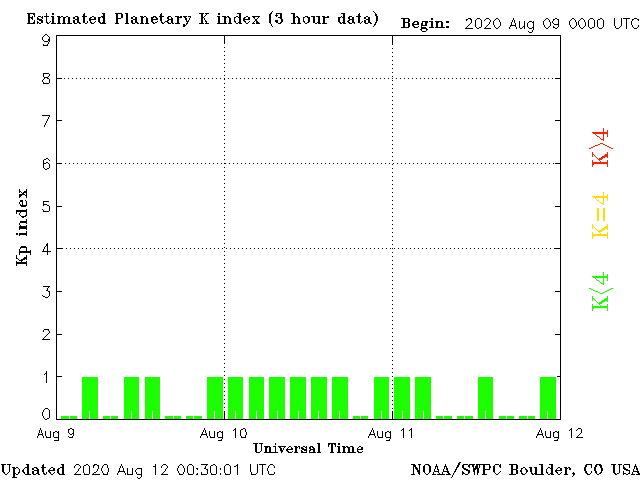 Estimated Planetary K index (3 hour data)
Begin: 2020 Aug 09 0000 UTC
9
8
7
6
5
4
3
2
1
0
Kp index
Aug 9
Aug 10
Aug 11
Aug 12
Universal Time
K>4
K=4
K<4
Updated 2020 Aug 12 00:30:01 UTC
NOAA/SWPC Boulder, CO USA